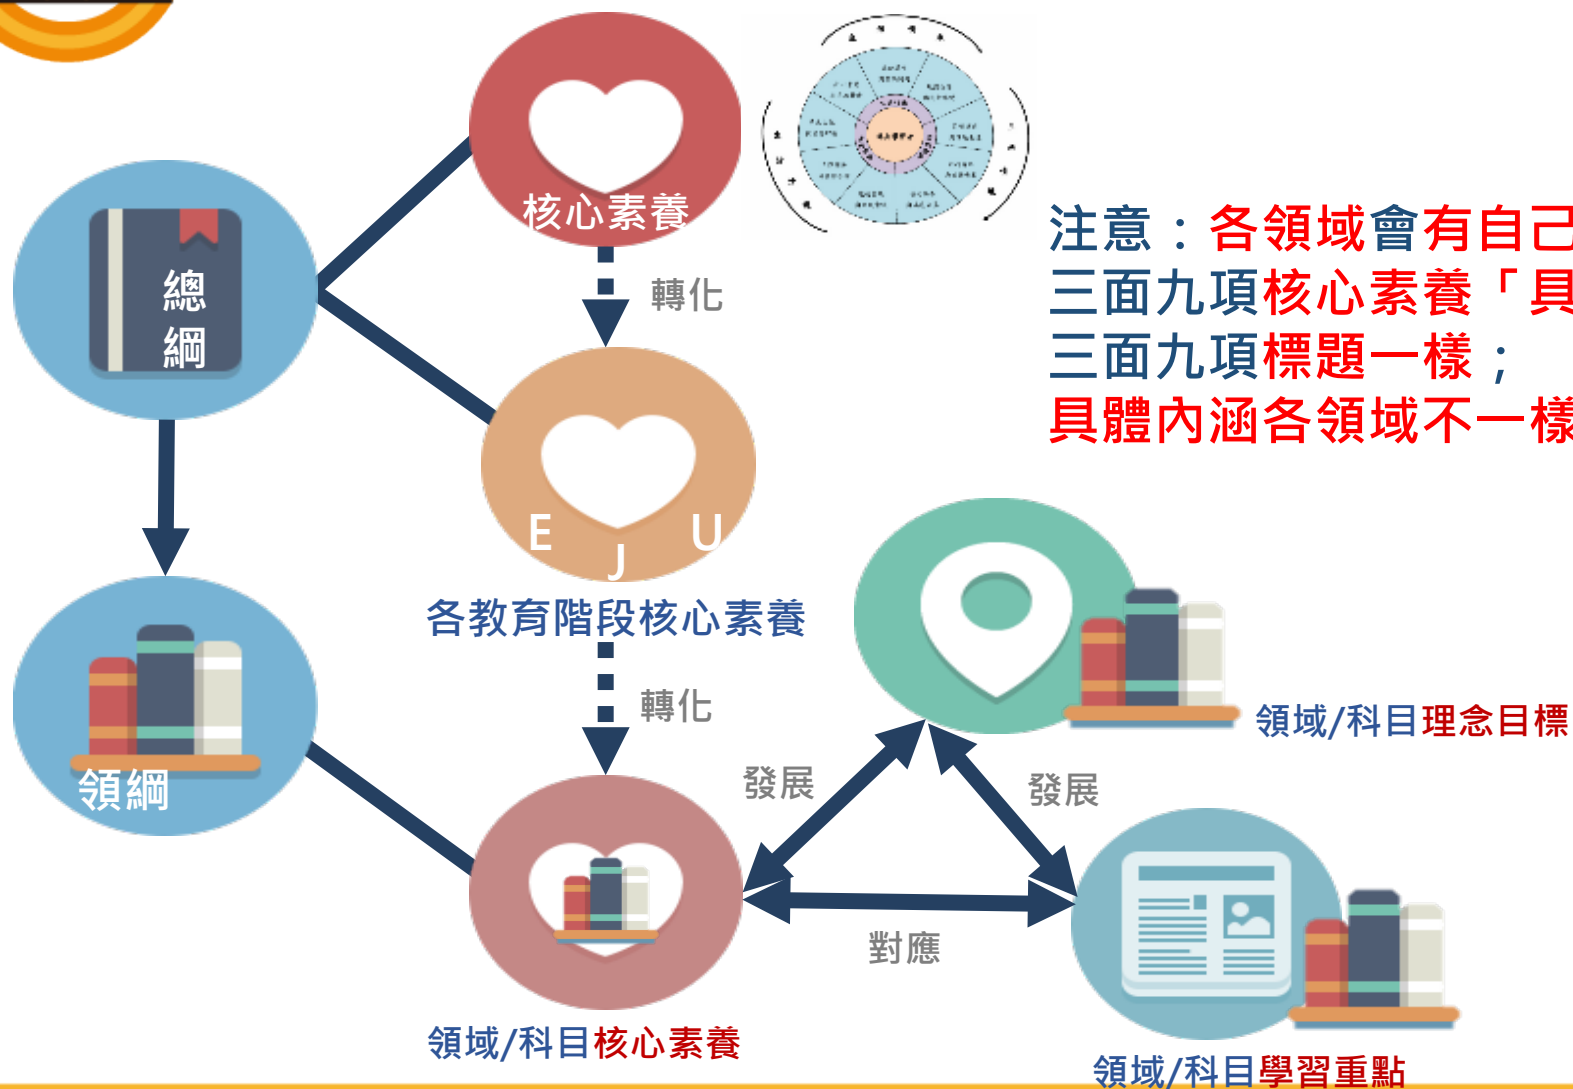 核心素養
轉化
總
綱
注意：各領域會有自己
三面九項核心素養「具
三面九項標題一樣；
具體內涵各領域不一樣
E
J
U
各教育階段核心素養
轉化
領域/科目理念目標
領綱
發展
發展
對應
領域/科目核心素養
領域/科目學習重點